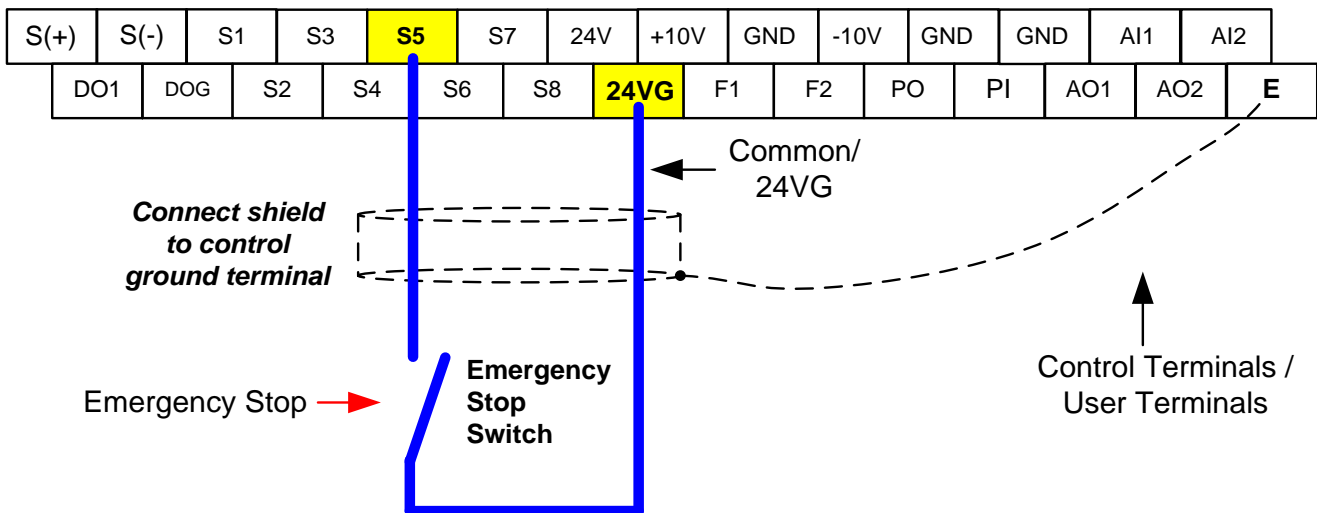 S(+) S(-) S1 S3 S5 S7 24V +10V GND -10V GND GND AI1 AI2
DO1 DOG S2 S4 S6 S8 24VG F1 F2 PO PI AO1 AO2 E
Common/
24VG
Connect shield
to control
ground terminal
Emergency Stop
Emergency
Stop
Switch
Control Terminals /
User Terminals